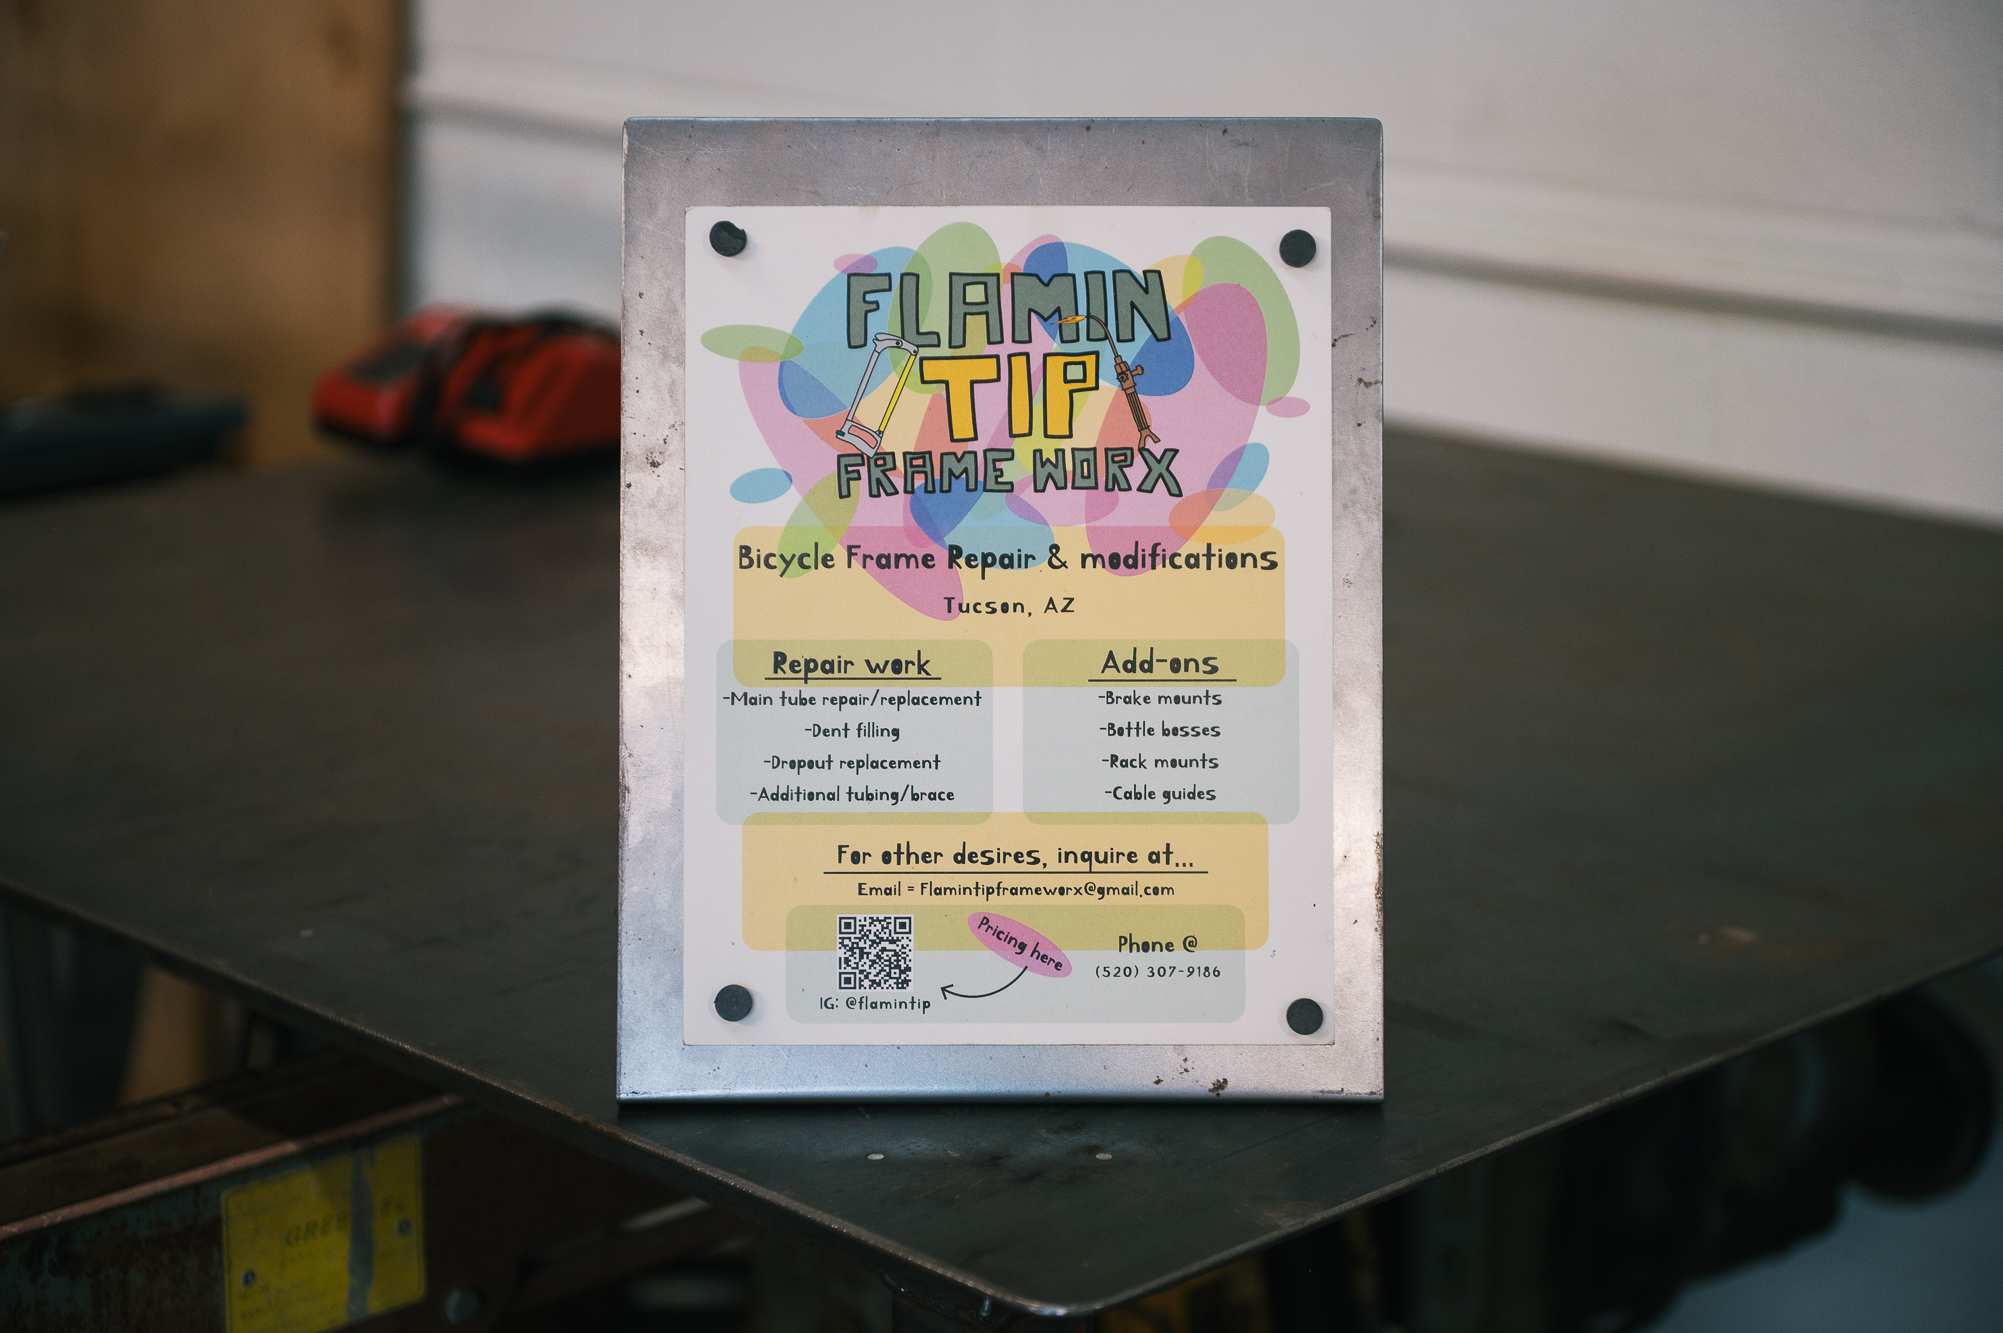 FLAMIN
TIP
FRAME WORX
Bicycle Frame Repair & modifications
Tucson, AZ
Repair work
-Main tube repair/replacement
-Dent filling
-Dropout replacement
-Additional tubing/brace
Add-ons
-Brake mounts
-Bottle bosses
-Rack mounts
-Cable guides
For other desires, inquire at...
Email = Flamintipframeworx@gmail.com
Pricing here
IG: @flamintip
Phone @
(520) 307-9186